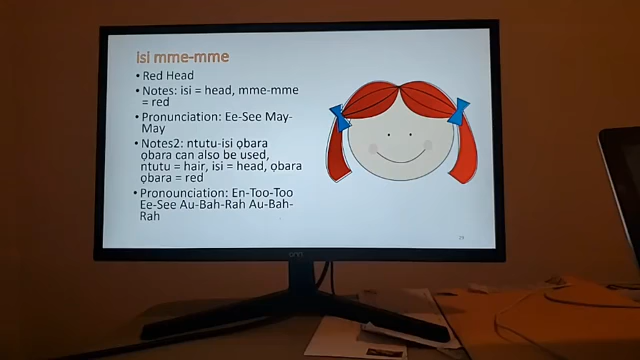 isi mme-mme
• Red Head
• Notes: isi = head, mme-mme
= red
• Pronunciation: Ee-See May-
May
• Notes2: ntutu-isi ọbara
ọbara can also be used,
ntutu = hair, isi = head, ọbara
ọbara = red
• Pronounciation: En-Too-Too
Ee-See Au-Bah-Rah Au-Bah-
Rah
onn